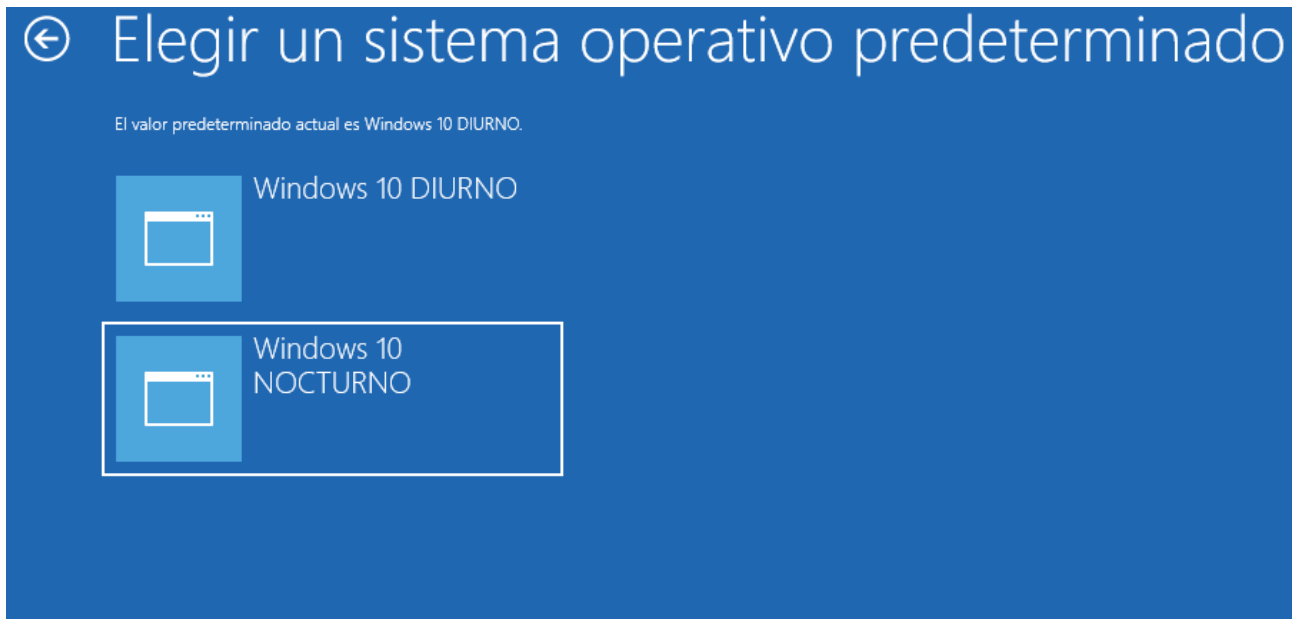 Elegir un sistema operativo predeterminado
El valor predeterminado actual es Windows 10 DIURNO.
Windows 10 DIURNO
Windows 10
NOCTURNO